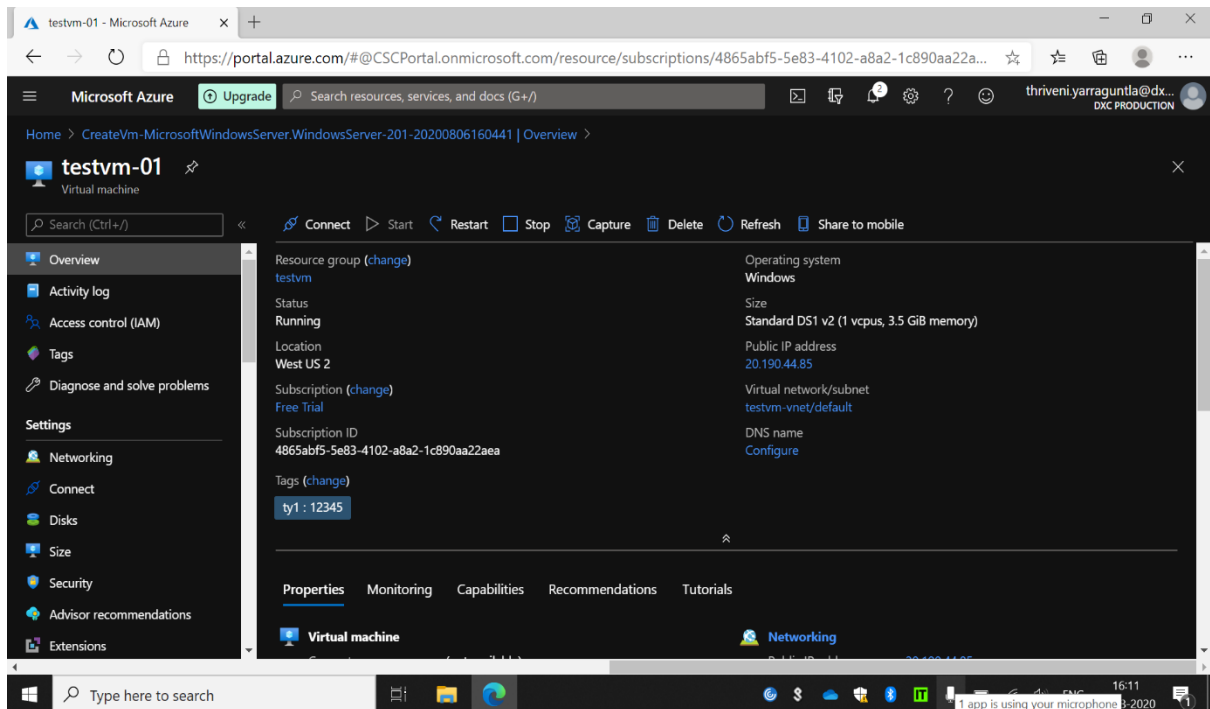 testvm-01 - Microsoft Azure
https://portal.azure.com/#@CSCPortal.onmicrosoft.com/resource/subscriptions/4865abf5-5e83-4102-a8a2-1c890aa22a...
Microsoft Azure Upgrade Search resources, services, and docs (G+/) 2 thriveni.yarraguntla@dx...
DXC PRODUCTION
Home > CreateVm-MicrosoftWindowsServer.WindowsServer-201-20200806160441 | Overview >
testvm-01
Virtual machine
Search (Ctrl+/) «
Connect Start Restart Stop Capture Delete Refresh Share to mobile
Overview
Activity log
Access control (IAM)
Tags
Diagnose and solve problems
Settings
Networking
Connect
Disks
Size
Security
Advisor recommendations
Extensions
Resource group (change)
testvm
Status
Running
Location
West US 2
Subscription (change)
Free Trial
Subscription ID
4865abf5-5e83-4102-a8a2-1c890aa22aea
Tags (change)
ty1 : 12345
Operating system
Windows
Size
Standard DS1 v2 (1 vcpus, 3.5 GiB memory)
Public IP address
20.190.44.85
Virtual network/subnet
testvm-vnet/default
DNS name
Configure
Properties Monitoring Capabilities Recommendations Tutorials
Virtual machine
Networking
Type here to search
16:11
1 app is using your microphone
-2020
1